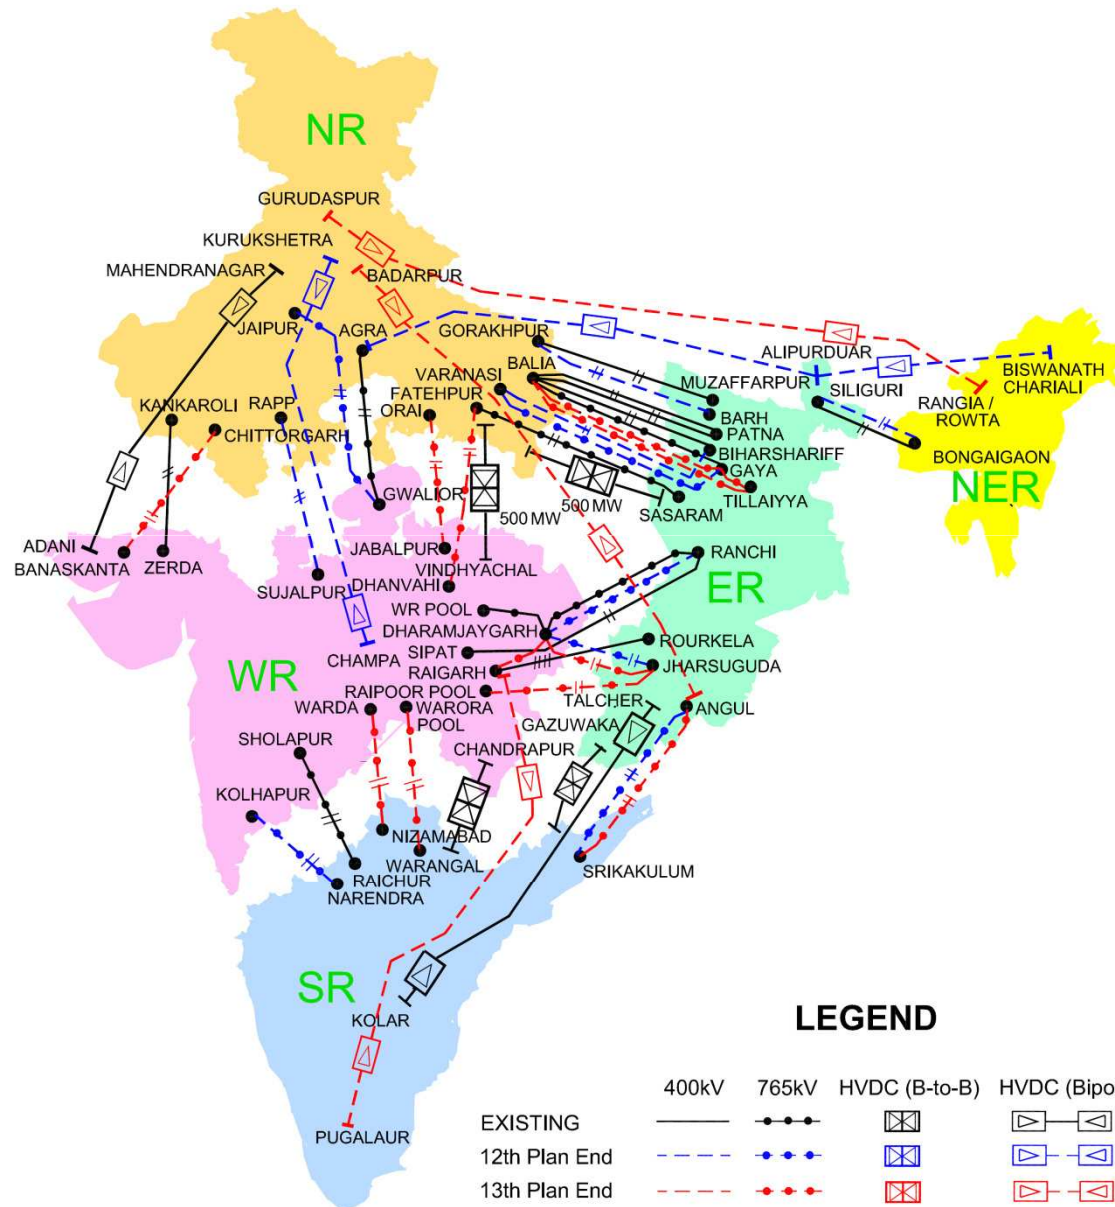 NR
GURUDASPUR
KURUKSHETRA
MAHENDRANAGAR
BADARPUR
JAIPUR
AGRA
GORAKHPUR
ALIPURDUAR
BISWANATH
CHARIALI
BALIA
VARANASI
MUZAFFARPUR
SILIGURI
RANGIA /
ROWTA
FATEHPUR
KANKAROLI
RAPP
ORAI
BARH
CHITTORGARH
PATNA
BIHARSHARIFF
BONGAIGAON
GAYA
NER
TILLAIYYA
GWALIOR
500 MW
500 MW
SASARAM
ADANI
BANASKANTA
ZERDA
JABALPUR
VINDHYACHAL
RANCHI
SUJALPUR
DHANVAHI
ER
WR POOL
DHARAMJAYGARH
SIPAT
ROURKELA
CHAMPA
RAIGARH
JHARSUGUDA
WR
RAIPOOR POOL
TALCHER
WARDA
WARORA
POOL
ANGUL
GAZUWAKA
SHOLAPUR
CHANDRAPUR
KOLHAPUR
NIZAMABAD
WARANGAL
SRIKAKULUM
RAICHUR
NARENDRA
SR
KOLAR
PUGALAUR
LEGEND
400kV 765kV HVDC (B-to-B) HVDC (Bipo
EXISTING
12th Plan End
13th Plan End